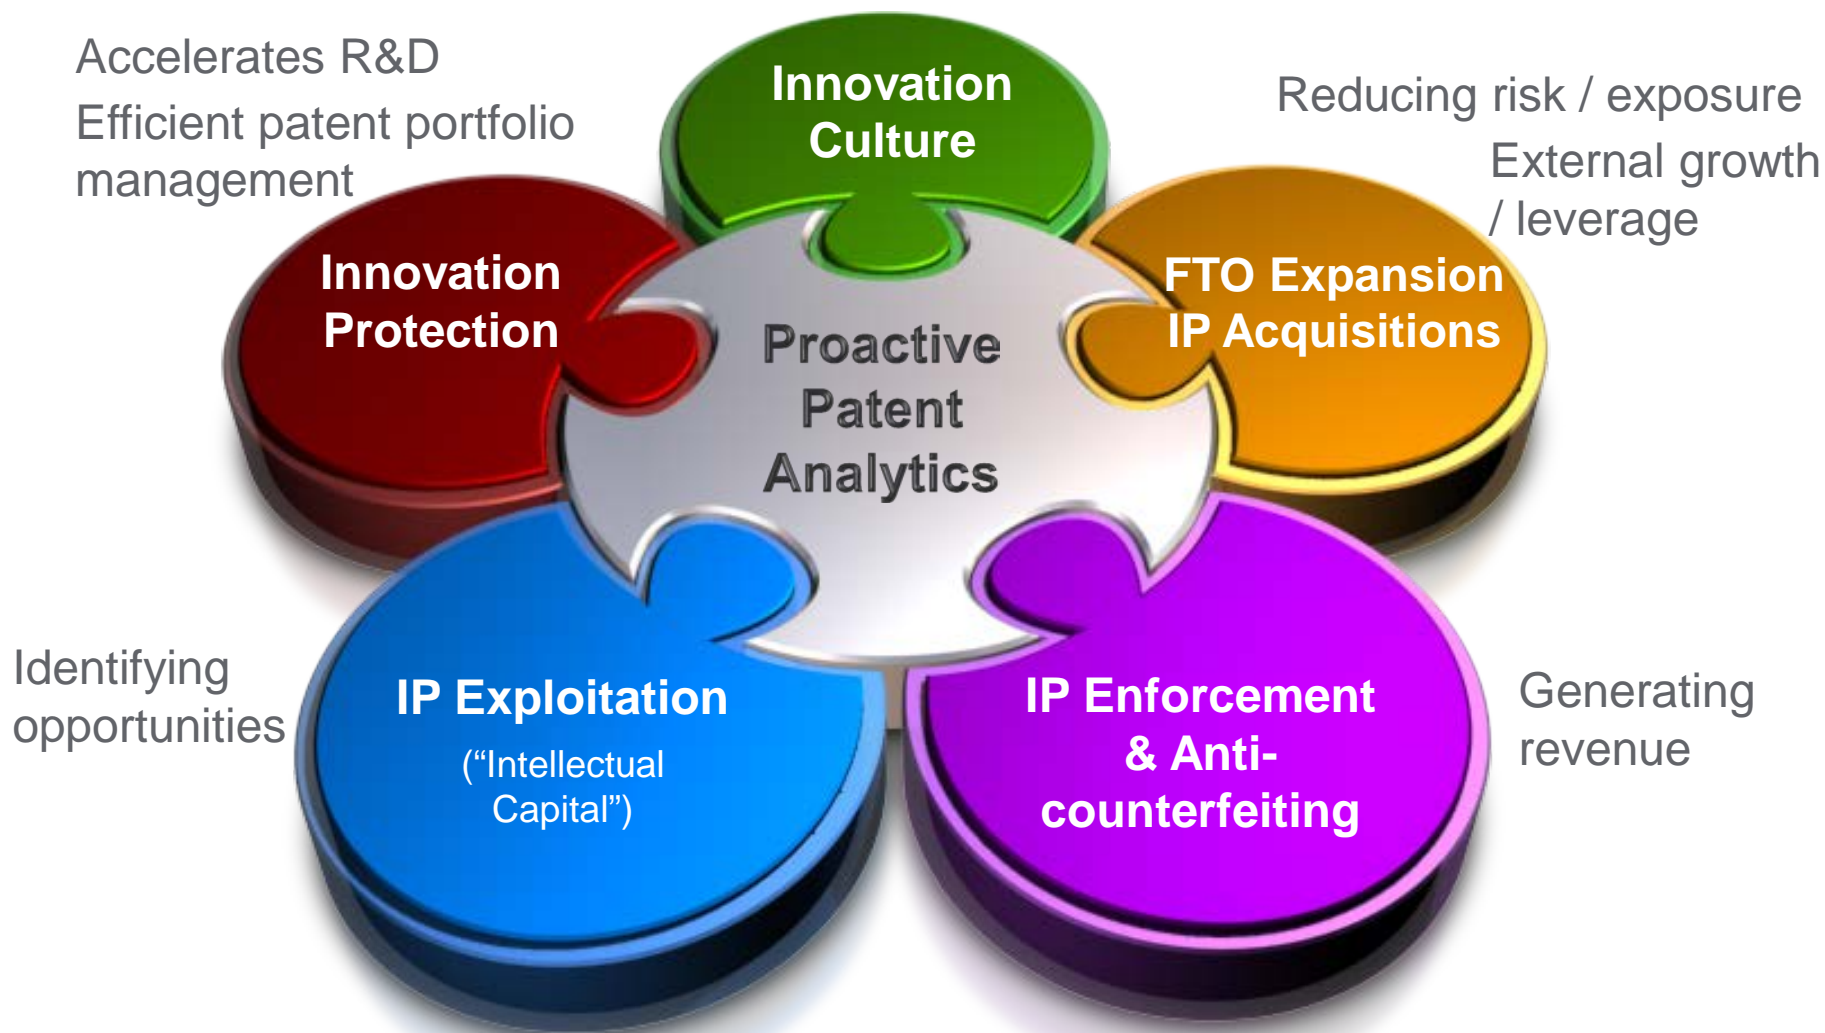 Accelerates R&D
Efficient patent portfolio
management
Innovation
Culture
Reducing risk / exposure
External growth
/ leverage
Innovation
Protection
FTO Expansion
IP Acquisitions
Proactive
Patent
Analytics
Identifying
opportunities
IP Exploitation
(“Intellectual
Capital”)
IP Enforcement
& Anti-
counterfeiting
Generating
revenue